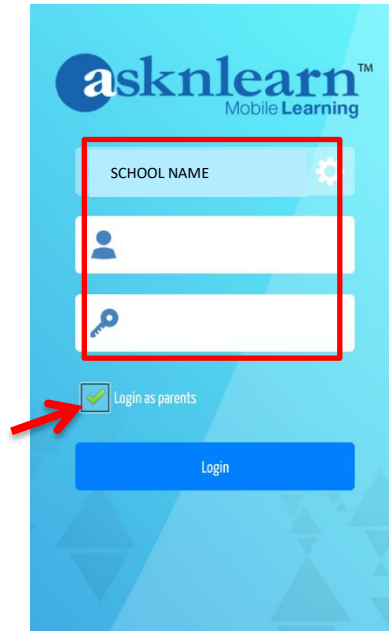 asknlearn™
Mobile Learning
SCHOOL NAME
Login as parents
Login